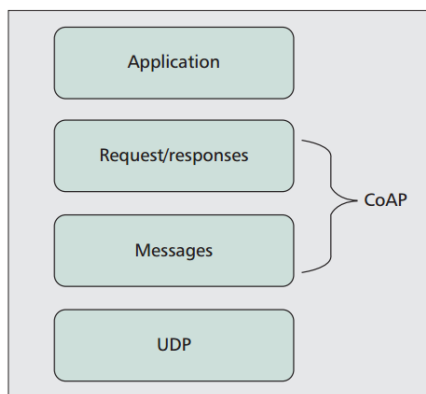 Application
Request/responses
CoAP
Messages
UDP